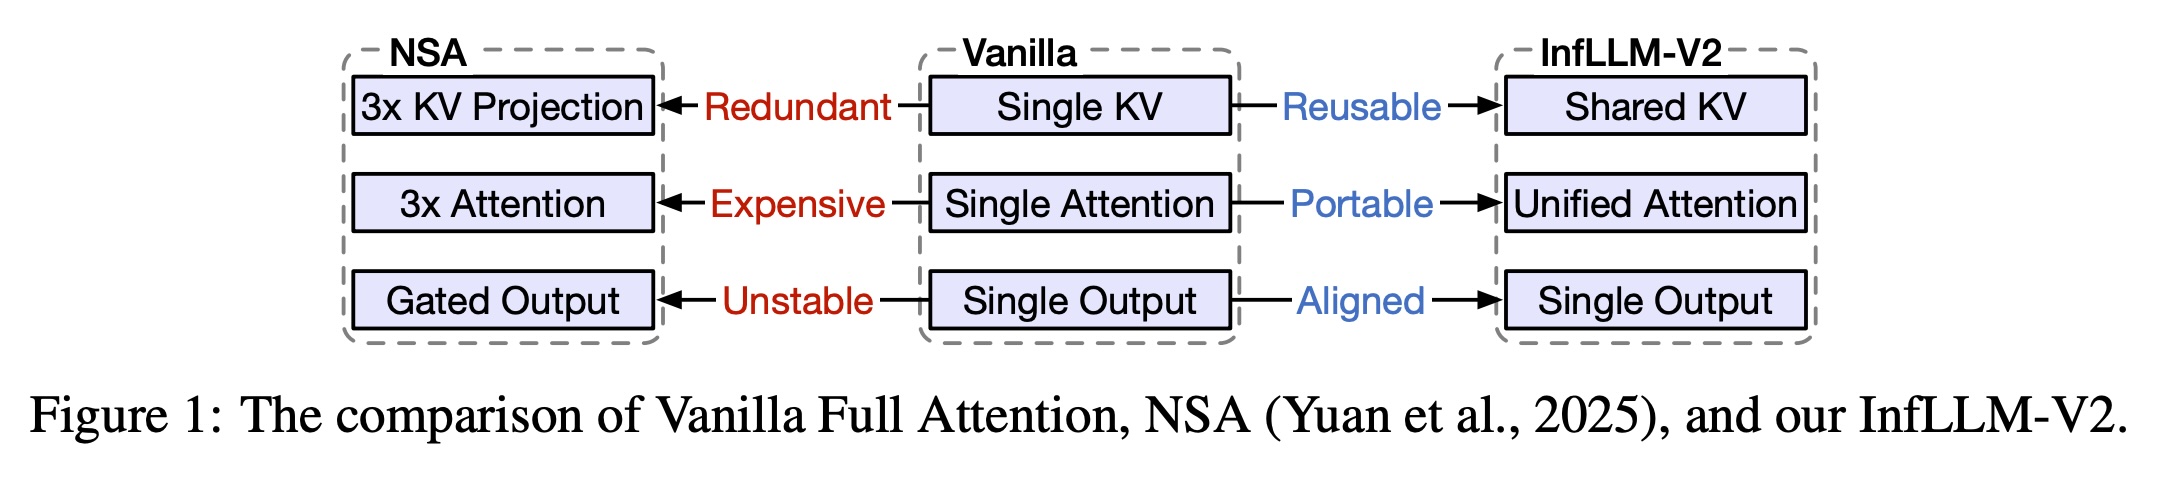 NSA Vanilla InfLLM-V2
3x KV Projection Redundant Single KV Reusable Shared KV
3x Attention Expensive Single Attention Portable Unified Attention
Gated Output Unstable Single Output Aligned Single Output
Figure 1: The comparison of Vanilla Full Attention, NSA (Yuan et al., 2025), and our InfLLM-V2.